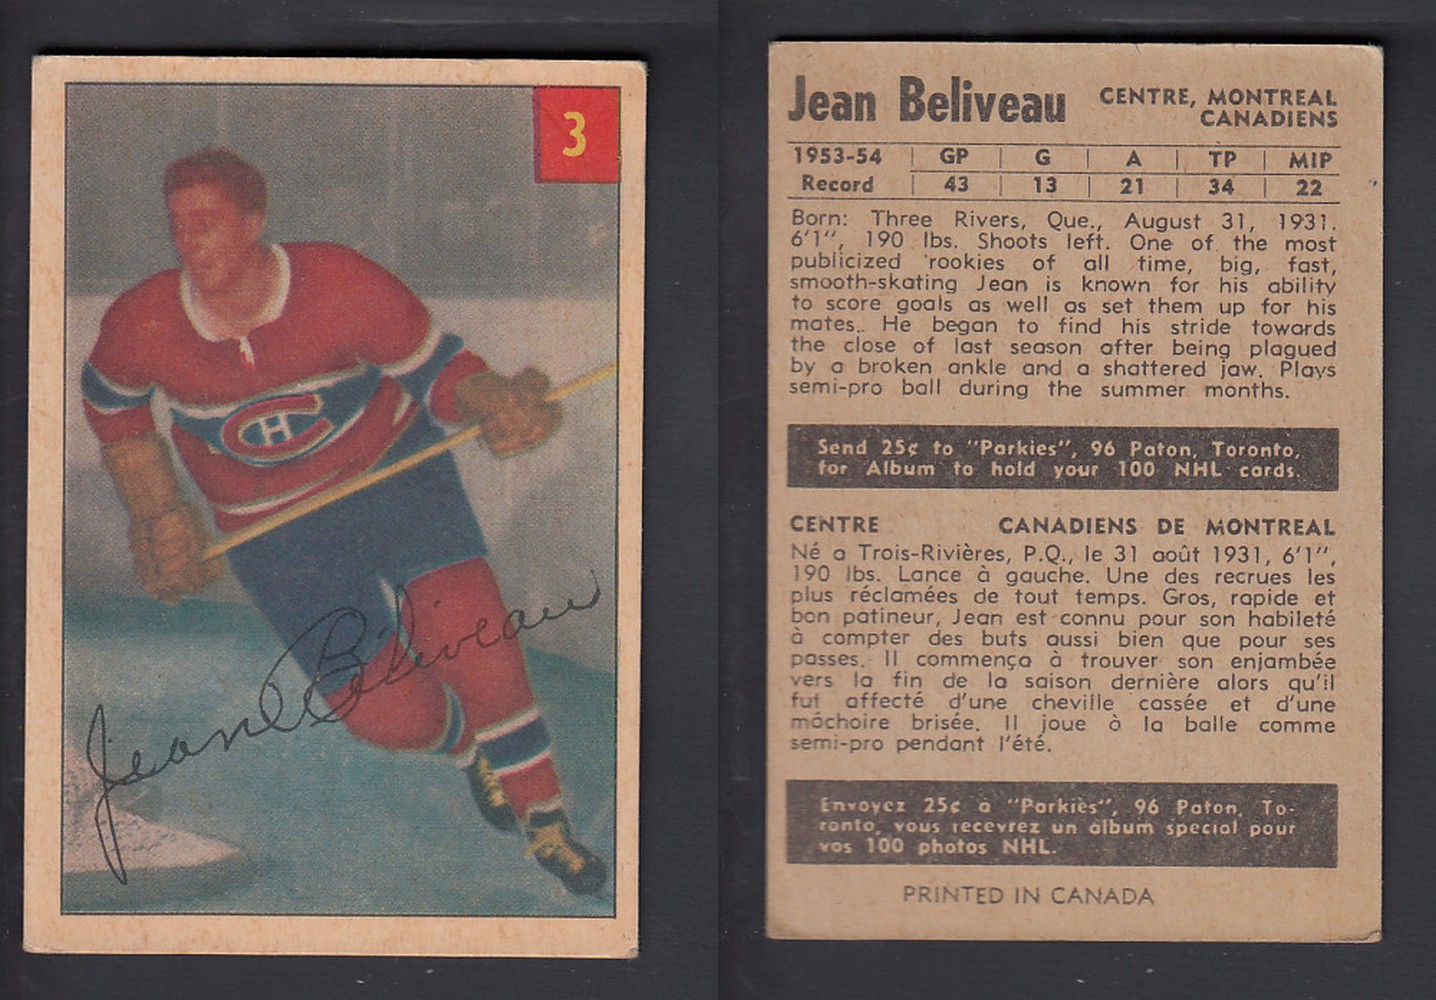 3
CH
Jean Béliveau
Jean Beliveau
CENTRE, MONTREAL
CANADIENS
1953-54 | GP | G | A | TP | MIP
Record | 43 | 13 | 21 | 34 | 22
Born: Three Rivers, Que., August 31, 1931.
6'1", 190 lbs. Shoots left. One of the most
publicized rookies of all time, big, fast,
smooth-skating Jean is known for his ability
to score goals as well as set them up for his
mates.. He began to find his stride towards
the close of last season after being plagued
by a broken ankle and a shattered jaw. Plays
semi-pro ball during the summer months.
Send 25¢ to "Parkies", 96 Paton, Toronto,
for Album to hold your 100 NHL cards.
CENTRE CANADIENS DE MONTREAL
Né a Trois-Rivières, P.Q., le 31 août 1931, 6'1",
190 lbs. Lance à gauche. Une des recrues les
plus réclamées de tout temps. Gros, rapide et
bon patineur, Jean est connu pour son habileté
à compter des buts aussi bien que pour ses
passes. Il commença à trouver son enjambée
vers la fin de la saison dernière alors qu'il
fut affecté d'une cheville cassée et d'une
mâchoire brisée. Il joue à la balle comme
semi-pro pendant l'été.
Envoyez 25¢ à "Parkies", 96 Paton, To-
ronto, vous recevrez un album special pour
vos 100 photos NHL.
PRINTED IN CANADA